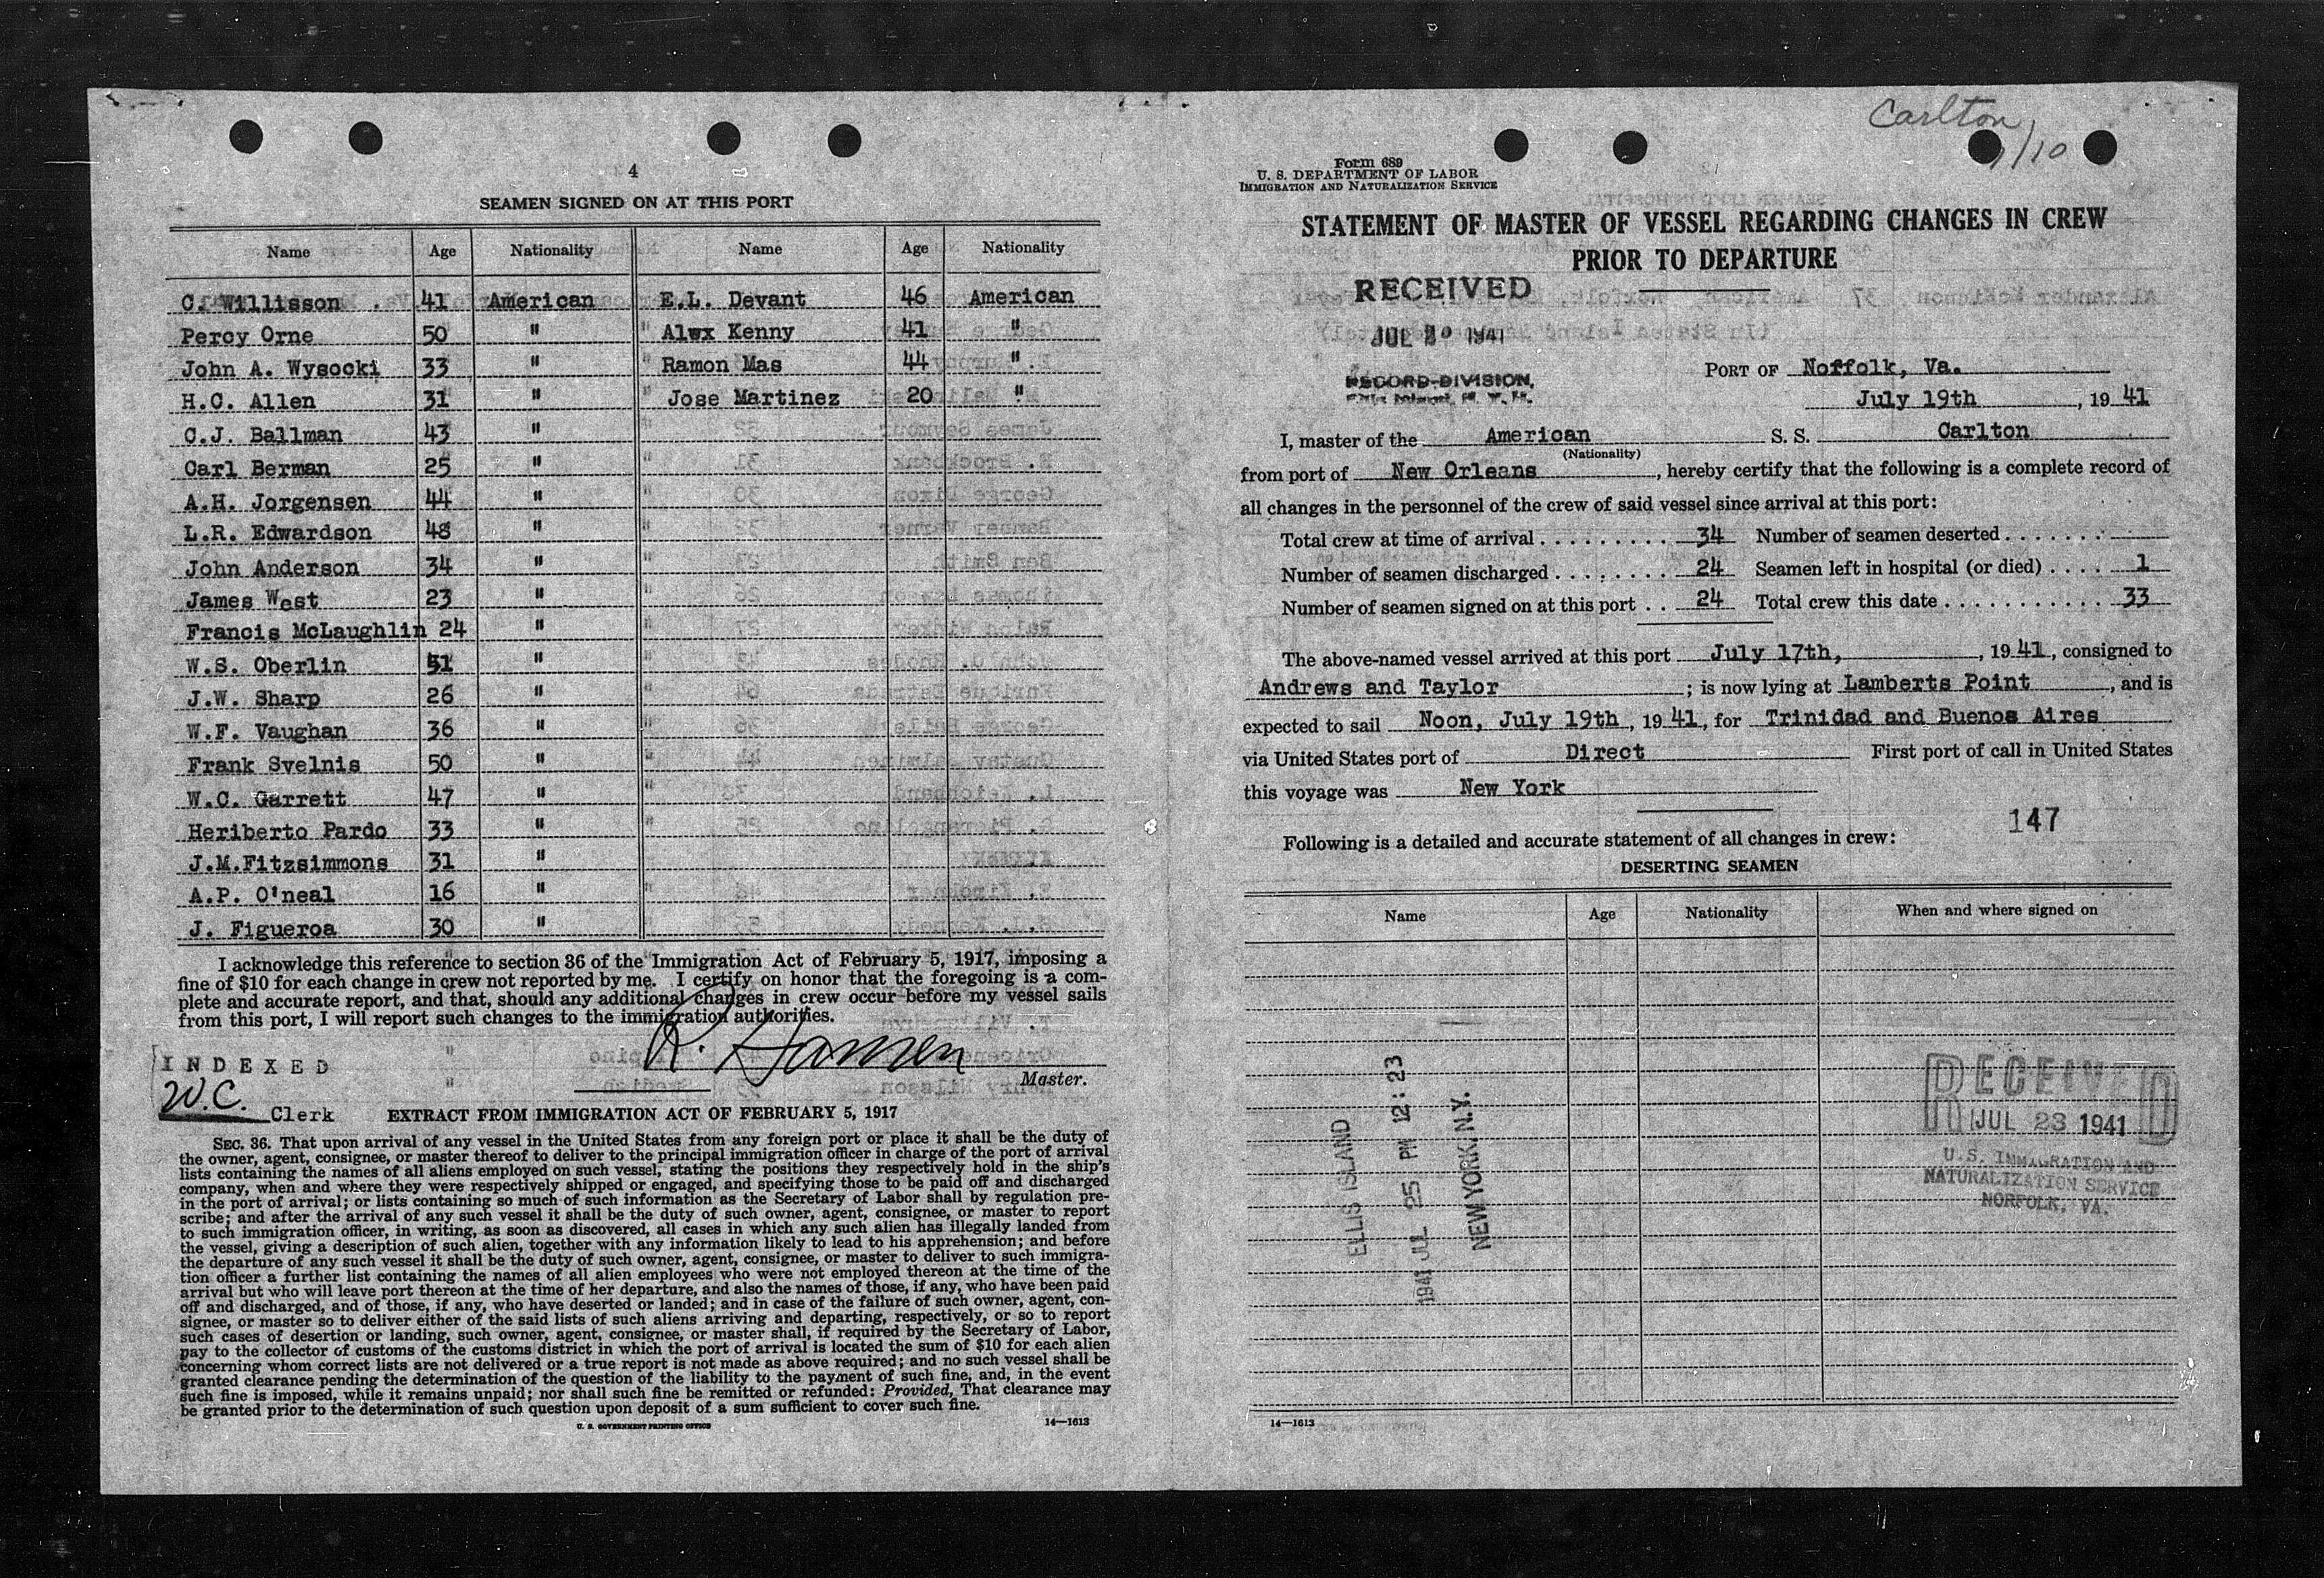 4
SEAMEN SIGNED ON AT THIS PORT
Name Age Nationality Name Age Nationality
C. Willisson 41 American E.L. Devant 46 American
Percy Orne 50 " Alex Kenny 41 "
John A. Wysocki 33 " Ramon Mas 44 "
H.C. Allen 31 " Jose Martinez 20 "
C.J. Ballman 43 "
Carl Berman 25 "
A.H. Jorgensen 44 "
L.R. Edwardson 48 "
John Anderson 34 "
James West 23 "
Francis McLaughlin 24 "
W.S. Oberlin 51 "
J.W. Sharp 26 "
W.F. Vaughan 36 "
Frank Svelnis 50 "
W.C. Garrett 47 "
Heriberto Pardo 33 "
J.M.Fitzsimmons 31 "
A.P. O'neal 16 "
J. Figueroa 30 "
I acknowledge this reference to section 36 of the Immigration Act of February 5, 1917, imposing a
fine of $10 for each change in crew not reported by me. I certify on honor that the foregoing is a com-
plete and accurate report, and that, should any additional changes in crew occur before my vessel sails
from this port, I will report such changes to the immigration authorities.
INDEXED
R. Hansen
Master.
W.C. Clerk
EXTRACT FROM IMMIGRATION ACT OF FEBRUARY 5, 1917
SEC. 36. That upon arrival of any vessel in the United States from any foreign port or place it shall be the duty of
the owner, agent, consignee, or master thereof to deliver to the principal immigration officer in charge of the port of arrival
lists containing the names of all aliens employed on such vessel, stating the positions they respectively hold in the ship's
company, when and where they were respectively shipped or engaged, and specifying those to be paid off and discharged
in the port of arrival; or lists containing so much of such information as the Secretary of Labor shall by regulation pre-
scribe; and after the arrival of any such vessel it shall be the duty of such owner, agent, consignee, or master to report
to such immigration officer, in writing, as soon as discovered, all cases in which any such alien has illegally landed from
the vessel, giving a description of such alien, together with any information likely to lead to his apprehension; and before
the departure of any such vessel it shall be the duty of such owner, agent, consignee, or master to deliver to such immigra-
tion officer a further list containing the names of all alien employees who were not employed thereon at the time of the
arrival but who will leave port thereon at the time of her departure, and also the names of those, if any, who have been paid
off and discharged, and of those, if any, who have deserted or landed; and in case of the failure of such owner, agent, con-
signee, or master so to deliver either of the said lists of such aliens arriving and departing, respectively, or so to report
such cases of desertion or landing, such owner, agent, consignee, or master shall, if required by the Secretary of Labor,
pay to the collector of customs of the customs district in which the port of arrival is located the sum of $10 for each alien
concerning whom correct lists are not delivered or a true report is not made as above required; and no such vessel shall be
granted clearance pending the determination of the question of the liability to the payment of such fine, and, in the event
such fine is imposed, while it remains unpaid; nor shall such fine be remitted or refunded: Provided, That clearance may
be granted prior to the determination of such question upon deposit of a sum sufficient to cover such fine.
U. S. GOVERNMENT PRINTING OFFICE 14—1613
Carlton
7/10
Form 689
U. S. DEPARTMENT OF LABOR
IMMIGRATION AND NATURALIZATION SERVICE
STATEMENT OF MASTER OF VESSEL REGARDING CHANGES IN CREW
PRIOR TO DEPARTURE
RECEIVED
JUL 30 1941
RECORD DIVISION,
Ellis Island, N. Y. H.
PORT OF Noffolk, Va.
July 19th, 1941
I, master of the American S. S. Carlton
(Nationality)
from port of New Orleans, hereby certify that the following is a complete record of
all changes in the personnel of the crew of said vessel since arrival at this port:
Total crew at time of arrival . . . . . . . . . 34 Number of seamen deserted . . . . . . .
Number of seamen discharged . . . . . . . . 24 Seamen left in hospital (or died) . . . . 1
Number of seamen signed on at this port . . 24 Total crew this date . . . . . . . . . . . . 33
The above-named vessel arrived at this port July 17th, , 1941, consigned to
Andrews and Taylor ; is now lying at Lamberts Point , and is
expected to sail Noon, July 19th, 1941, for Trinidad and Buenos Aires
via United States port of Direct First port of call in United States
this voyage was New York
147
Following is a detailed and accurate statement of all changes in crew:
DESERTING SEAMEN
Name Age Nationality When and where signed on
ELLIS ISLAND
1941 JUL 25 PM 12:23
NEW YORK, N.Y.
RECEIVED
JUL 23 1941
U.S. IMMIGRATION AND
NATURALIZATION SERVICE
NORFOLK, VA.
14—1613